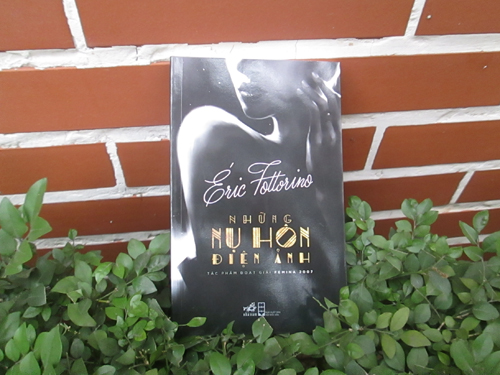 Éric Fottorino
NHỮNG
NỤ HÔN
ĐIỆN ẢNH
TÁC PHẨM ĐOẠT GIẢI FEMINA 2007